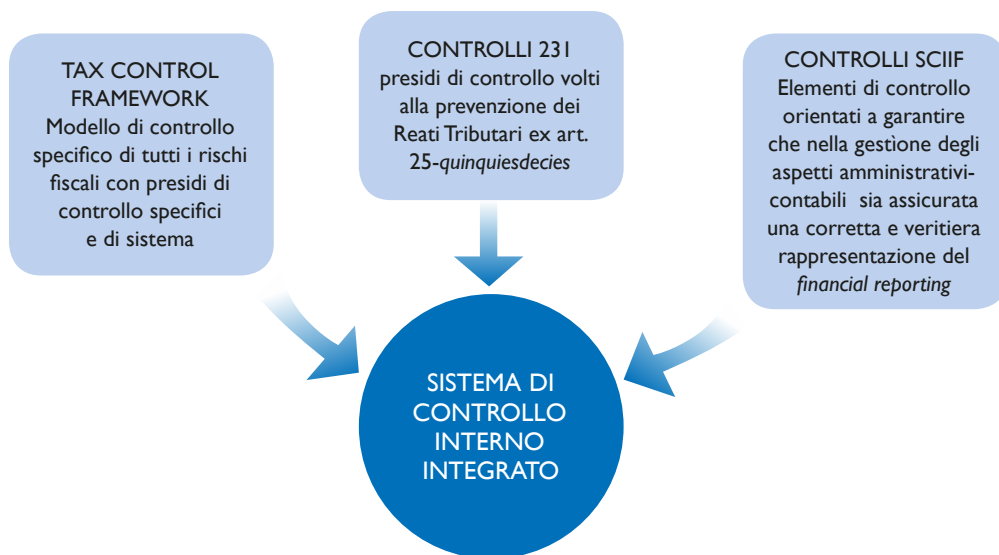 TAX CONTROL
FRAMEWORK
Modello di controllo
specifico di tutti i rischi
fiscali con presidi di
controllo specifici
e di sistema
CONTROLLI 231
presidi di controllo volti
alla prevenzione dei
Reati Tributari ex art.
25-quinquiesdecies
CONTROLLI SCIIF
Elementi di controllo
orientati a garantire
che nella gestìone degli
aspetti amministrativi-
contabili sia assicurata
una corretta e veritiera
rappresentazione del
financial reporting
SISTEMA DI
CONTROLLO
INTERNO
INTEGRATO